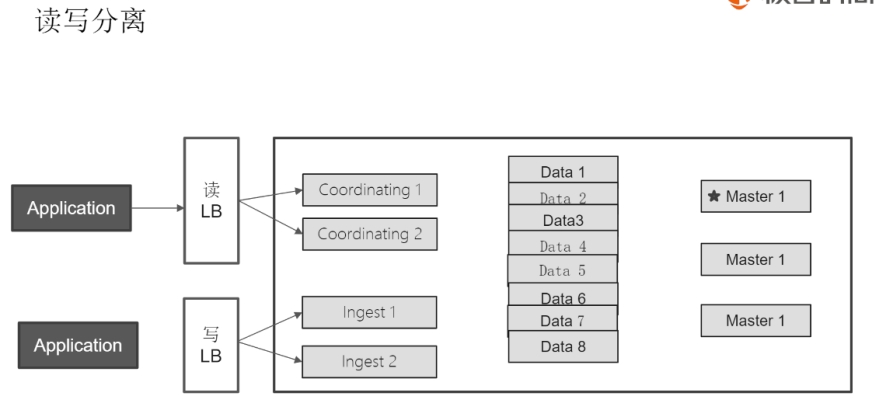 读写分离
Application
读
LB
Coordinating 1
Coordinating 2
Application
写
LB
Ingest 1
Ingest 2
Data 1
Data 2
Data3
Data 4
Data 5
Data 6
Data 7
Data 8
★ Master 1
Master 1
Master 1